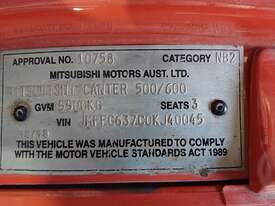 APPROVAL NO. 10758 CATEGORY NB2
MITSUBISHI MOTORS AUST. LTD.
MITSUBISHI CANTER 500/600
GVM 5500KG SEATS 3
VIN
THIS VEHICLE WAS MANUFACTURED TO COMPLY
WITH THE MOTOR VEHICLE STANDARDS ACT 1989